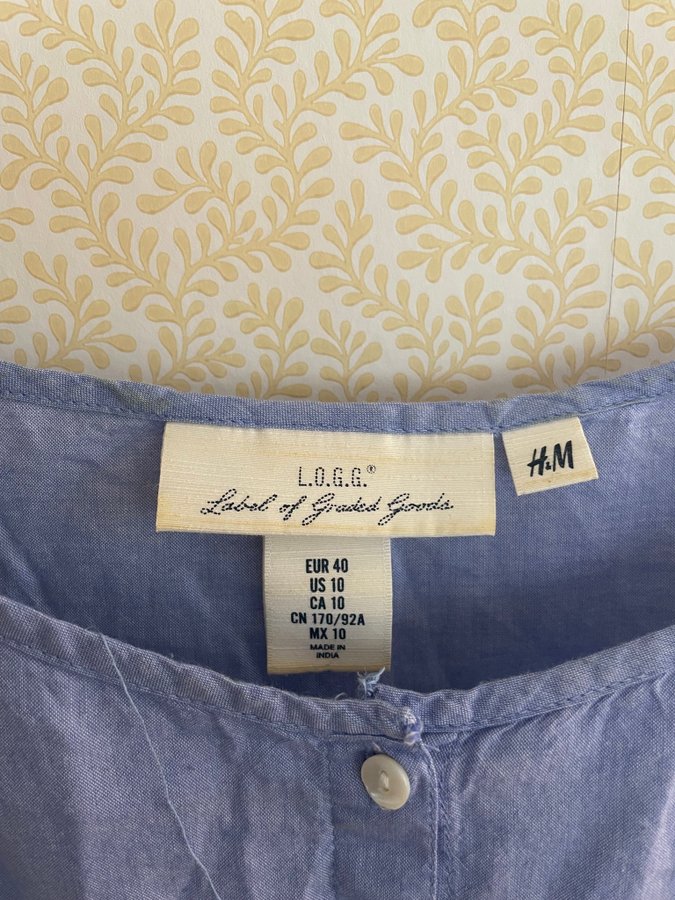 L.O.G.G.®
Label of Graded Goods
H&M
EUR 40
US 10
CA 10
CN 170/92A
MX 10
MADE IN
INDIA